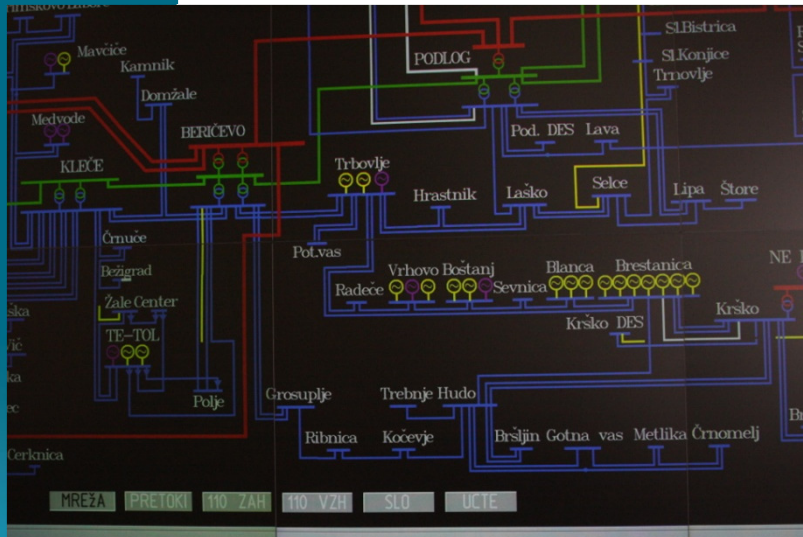 Mavčiče
Kamnik
Domžale
Medvode
KLEČE
BERIČEVO
PODLOG
Sl.Bistrica
Sl.Konjice
Trnovlje
Pod. DES
Lava
Trbovlje
Hrastnik
Laško
Selce
Lipa
Štore
Pot.vas
Črnuče
Bežigrad
Žale Center
TE-TOL
Polje
Radeče
Vrhovo
Boštanj
Sevnica
Blanca
Brestanica
Krško DES
Krško
NE
Grosuplje
Ribnica
Kočevje
Trebnje
Hudo
Bršljin
Gotna vas
Metlika
Črnomelj
Cerknica
MREŽA
PRETOKI
110 ZAH
110 VZH
SLO
UCTE